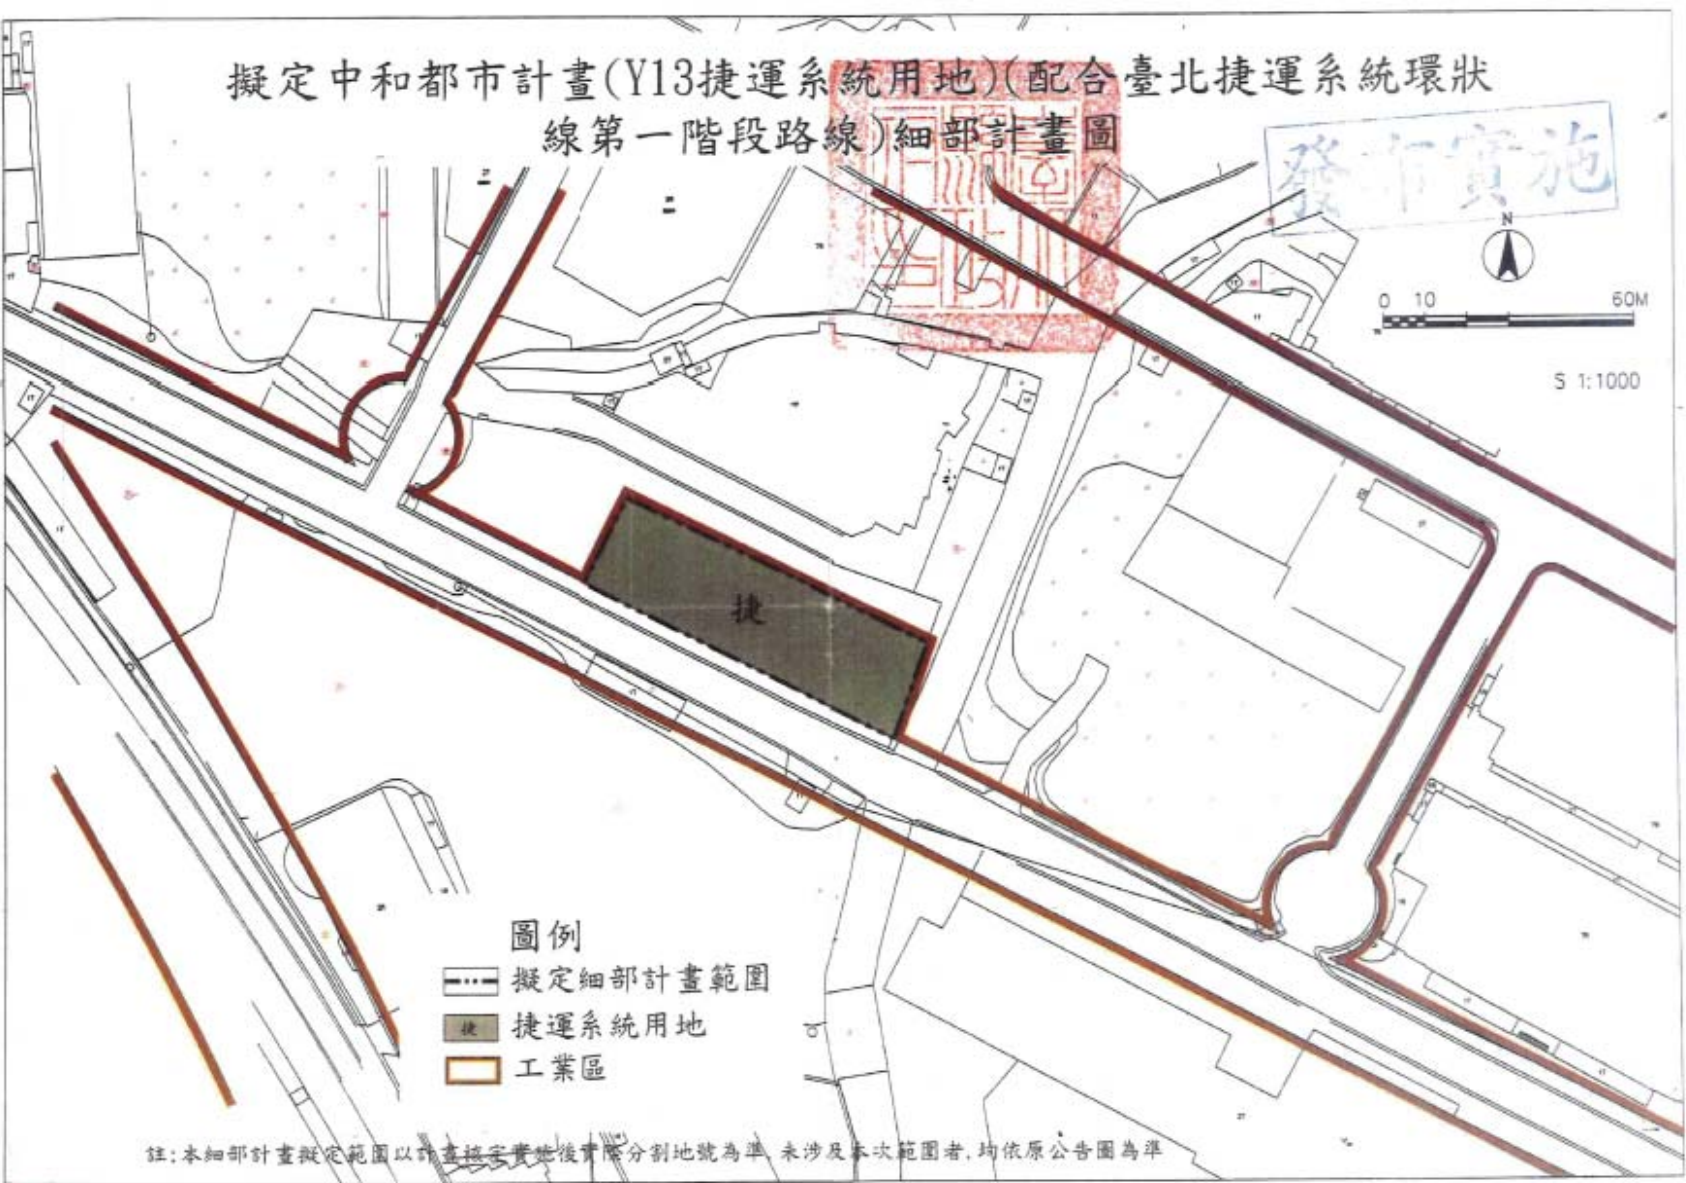 擬定中和都市計畫(Y13捷運系統用地)(配合臺北捷運系統環狀
線第一階段路線)細部計畫圖
發布實施
N
0 10 60M
S 1:1000
捷
圖例
擬定細部計畫範圍
捷 捷運系統用地
工業區
註:本細部計畫擬定範圍以計畫核定實施後實際分割地號為準,未涉及本次範圍者,均依原公告圖為準